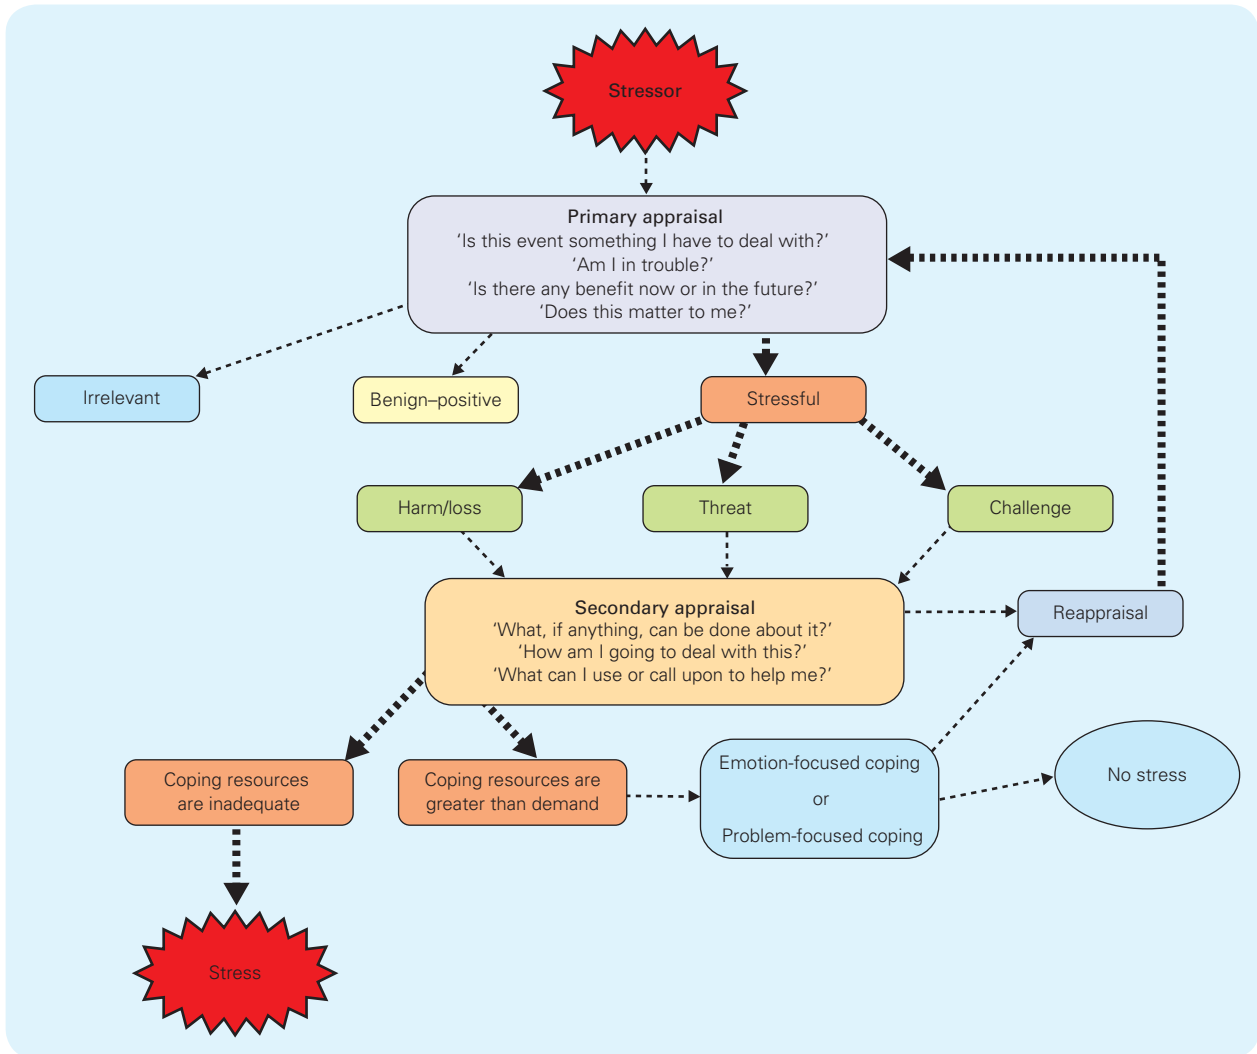 Stressor
Primary appraisal
‘Is this event something I have to deal with?’
‘Am I in trouble?’
‘Is there any benefit now or in the future?’
‘Does this matter to me?’
Irrelevant
Benign–positive
Stressful
Harm/loss
Threat
Challenge
Secondary appraisal
‘What, if anything, can be done about it?’
‘How am I going to deal with this?’
‘What can I use or call upon to help me?’
Reappraisal
Coping resources
are inadequate
Coping resources are
greater than demand
Emotion-focused coping
or
Problem-focused coping
No stress
Stress